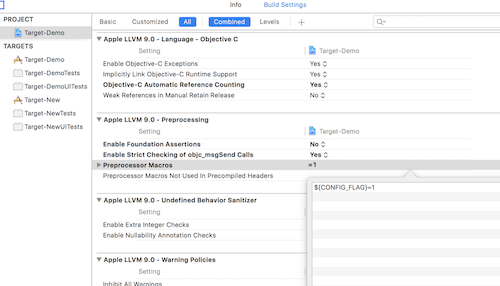 Info Build Settings
PROJECT
Target-Demo
TARGETS
Target-Demo
Target-DemoTests
Target-DemoUITests
Target-New
Target-NewTests
Target-NewUITests
Basic Customized All Combined Levels +
Apple LLVM 9.0 - Language - Objective C
Setting Target-Demo
Enable Objective-C Exceptions Yes
Implicitly Link Objective-C Runtime Support Yes
Objective-C Automatic Reference Counting Yes
Weak References in Manual Retain Release No
Apple LLVM 9.0 - Preprocessing
Setting Target-Demo
Enable Foundation Assertions No
Enable Strict Checking of objc_msgSend Calls Yes
Preprocessor Macros =1
Preprocessor Macros Not Used In Precompiled Headers
${CONFIG_FLAG}=1
Apple LLVM 9.0 - Undefined Behavior Sanitizer
Setting
Enable Extra Integer Checks
Enable Nullability Annotation Checks
Apple LLVM 9.0 - Warning Policies
Setting
Inhibit All Warnings